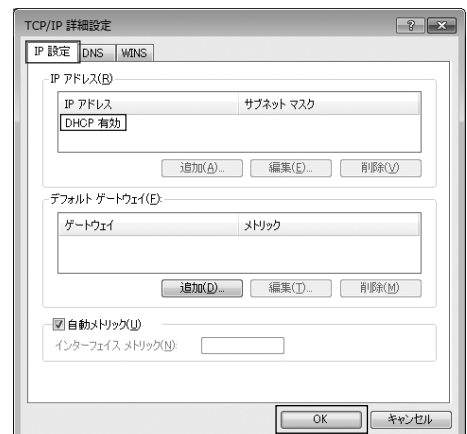 TCP/IP 詳細設定
IP 設定 DNS WINS
IP アドレス(R)
IP アドレス サブネット マスク
DHCP 有効
追加(A)... 編集(E)... 削除(V)
デフォルト ゲートウェイ(F):
ゲートウェイ メトリック
追加(D)... 編集(T)... 削除(M)
自動メトリック(U)
インターフェイス メトリック(N):
OK キャンセル